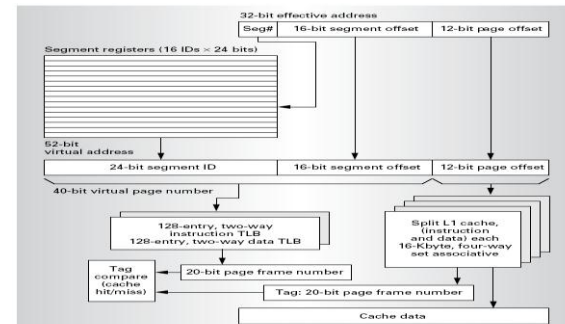 32-bit effective address
Seg# 16-bit segment offset 12-bit page offset
Segment registers (16 IDs × 24 bits)
52-bit
virtual address
24-bit segment ID 16-bit segment offset 12-bit page offset
40-bit virtual page number
128-entry, two-way
instruction TLB
128-entry, two-way data TLB
Split L1 cache,
(instruction
and data) each
16-Kbyte, four-way
set associative
Tag
compare
(cache
hit/miss)
20-bit page frame number
Tag: 20-bit page frame number
Cache data